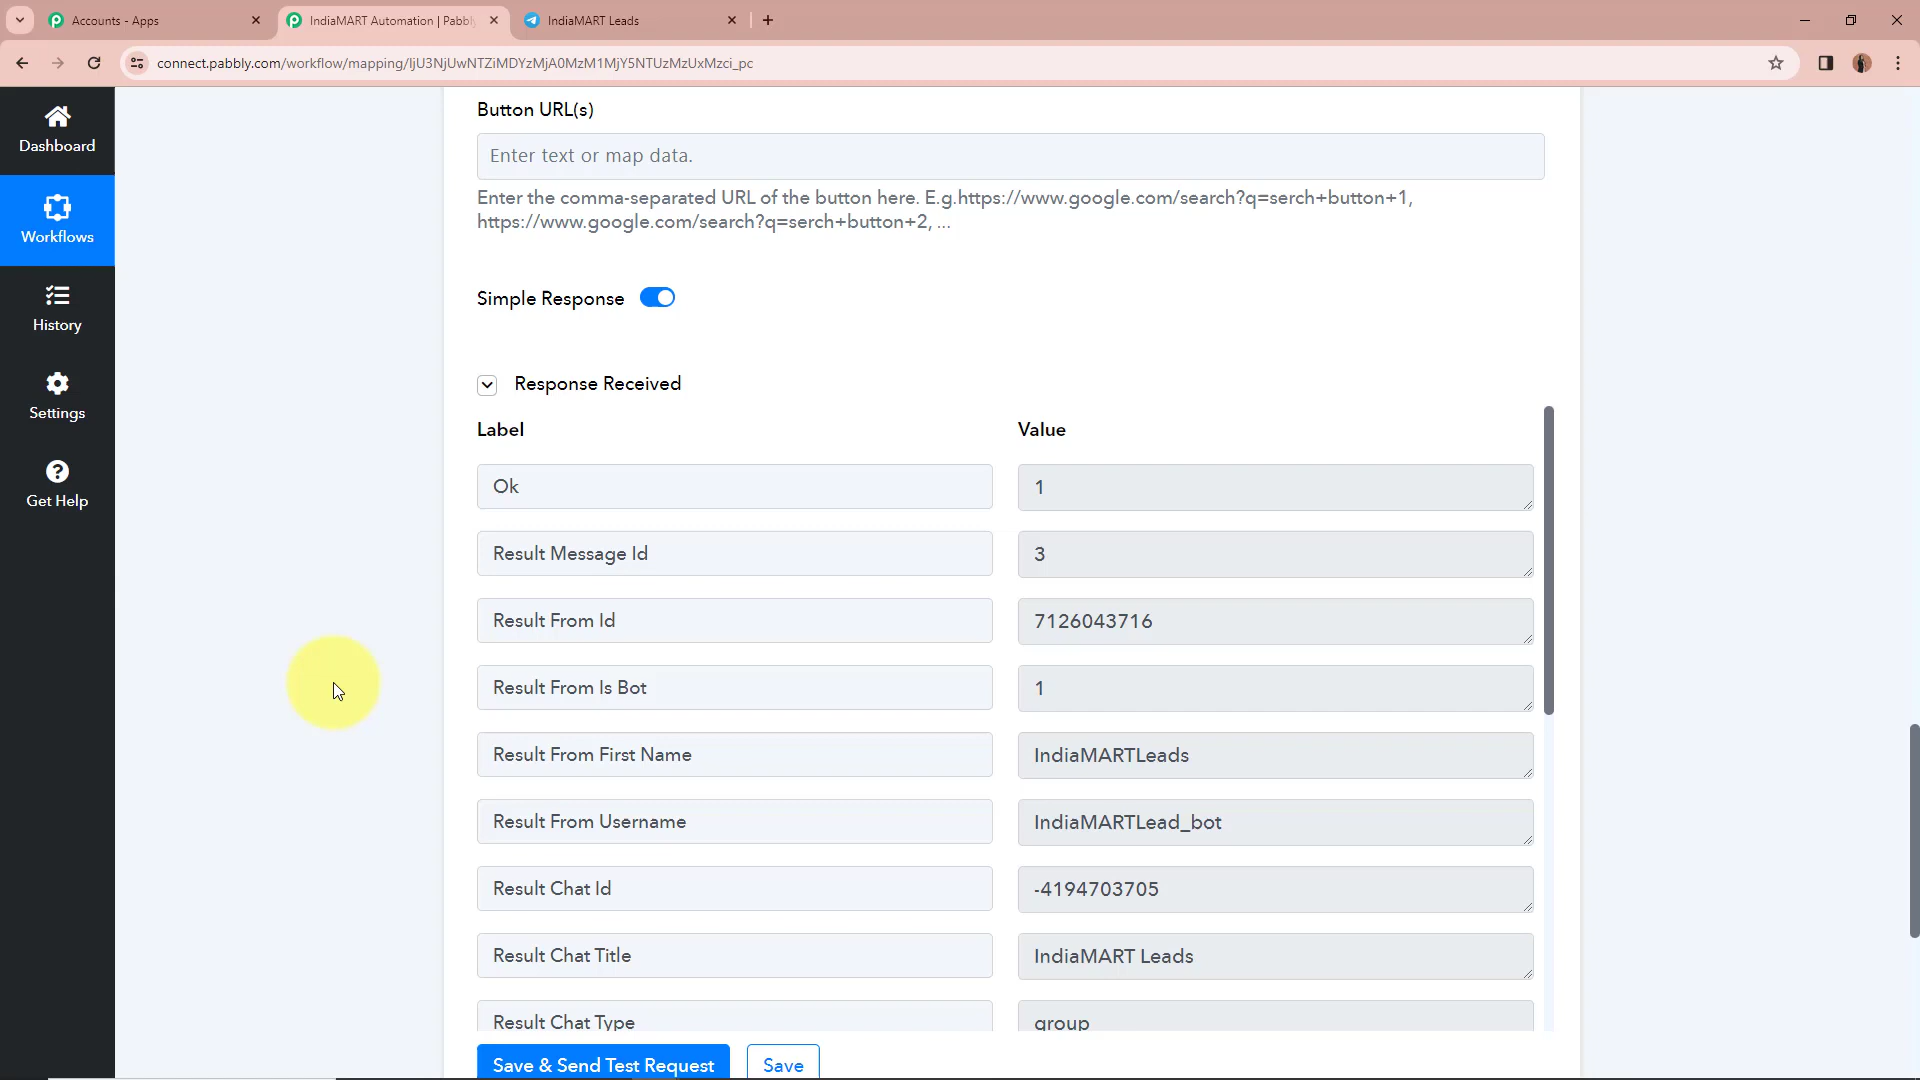 Accounts - Apps
IndiaMART Automation | Pabbly
IndiaMART Leads
connect.pabbly.com/workflow/mapping/IjU3NjUwNTZiMDYzMjA0MzM1MjY5NTUzMzUxMzci_pc
Dashboard
Workflows
History
Settings
Get Help
Button URL(s)
Enter text or map data.
Enter the comma-separated URL of the button here. E.g.https://www.google.com/search?q=serch+button+1,
https://www.google.com/search?q=serch+button+2, ...
Simple Response
Response Received
Label Value
Ok 1
Result Message Id 3
Result From Id 7126043716
Result From Is Bot 1
Result From First Name IndiaMARTLeads
Result From Username IndiaMARTLead_bot
Result Chat Id -4194703705
Result Chat Title IndiaMART Leads
Result Chat Type group
Save & Send Test Request Save